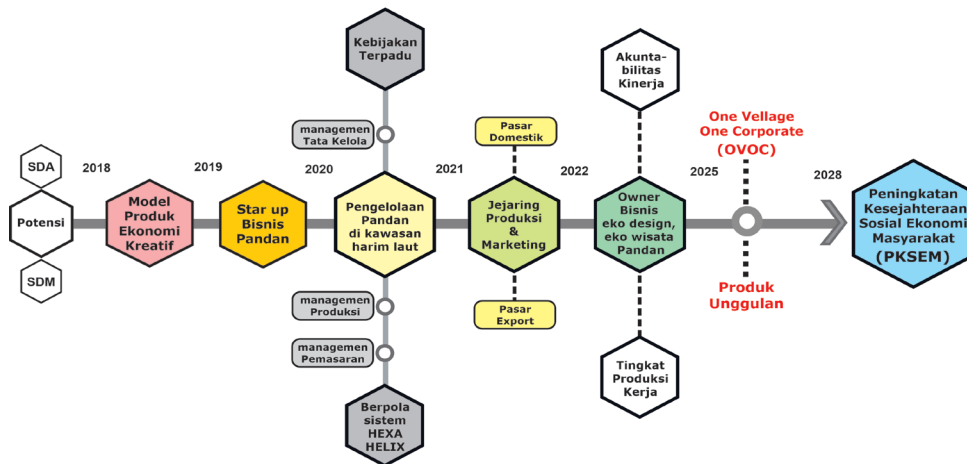 Kebijakan
Terpadu
managemen
Tata Kelola
Akunta-
bilitas
Kinerja
Pasar
Domestik
One Vellage
One Corporate
(OVOC)
SDA
2018
2019
2020
2021
2022
2025
2028
Potensi
Model
Produk
Ekonomi
Kreatif
Star up
Bisnis
Pandan
Pengelolaan
Pandan
di kawasan
harim laut
Jejaring
Produksi
&
Marketing
Owner
Bisnis
eko design,
eko wisata
Pandan
Peningkatan
Kesejahteraan
Sosial Ekonomi
Masyarakat
(PKSEM)
SDM
managemen
Produksi
managemen
Pemasaran
Pasar
Export
Produk
Unggulan
Berpola
sistem
HEXA
HELIX
Tingkat
Produksi
Kerja